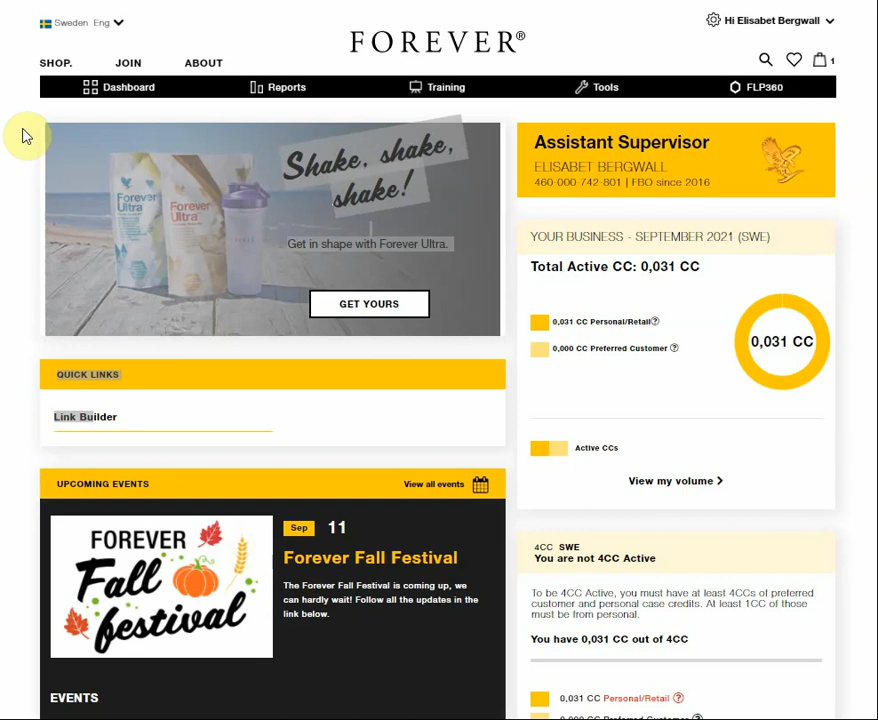 Sweden Eng
Hi Elisabet Bergwall
FOREVER®
SHOP.
JOIN
ABOUT
1
Dashboard
Reports
Training
Tools
FLP360
Shake, shake,
shake!
Forever
Ultra
Forever
Ultra
Get in shape with Forever Ultra.
GET YOURS
Assistant Supervisor
ELISABET BERGWALL
460-000-742-801 | FBO since 2016
YOUR BUSINESS - SEPTEMBER 2021 (SWE)
Total Active CC: 0,031 CC
0,031 CC Personal/Retail
0,000 CC Preferred Customer
0,031 CC
Active CCs
View my volume
QUICK LINKS
Link Builder
UPCOMING EVENTS
View all events
FOREVER
Fall
festival
Sep 11
Forever Fall Festival
The Forever Fall Festival is coming up, we
can hardly wait! Follow all the updates in the
link below.
EVENTS
4CC SWE
You are not 4CC Active
To be 4CC Active, you must have at least 4CCs of preferred
customer and personal case credits. At least 1CC of those
must be from personal.
You have 0,031 CC out of 4CC
0,031 CC Personal/Retail
0,000 CC Preferred Customer